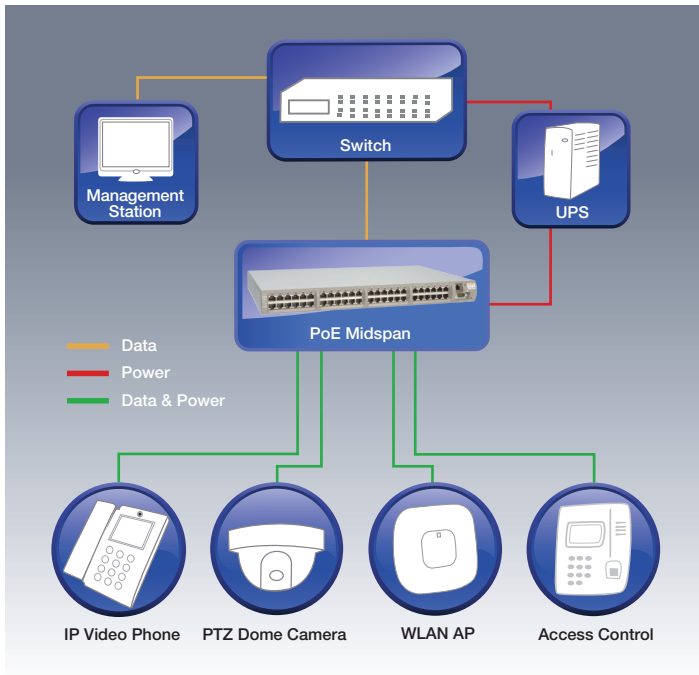 Switch
Management
Station
UPS
PoE Midspan
Data
Power
Data & Power
IP Video Phone
PTZ Dome Camera
WLAN AP
Access Control